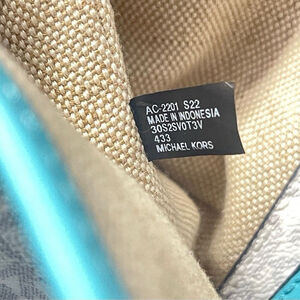 AC-2201 S22
MADE IN INDONESIA
30S2SV0T3V
433
MICHAEL KORS